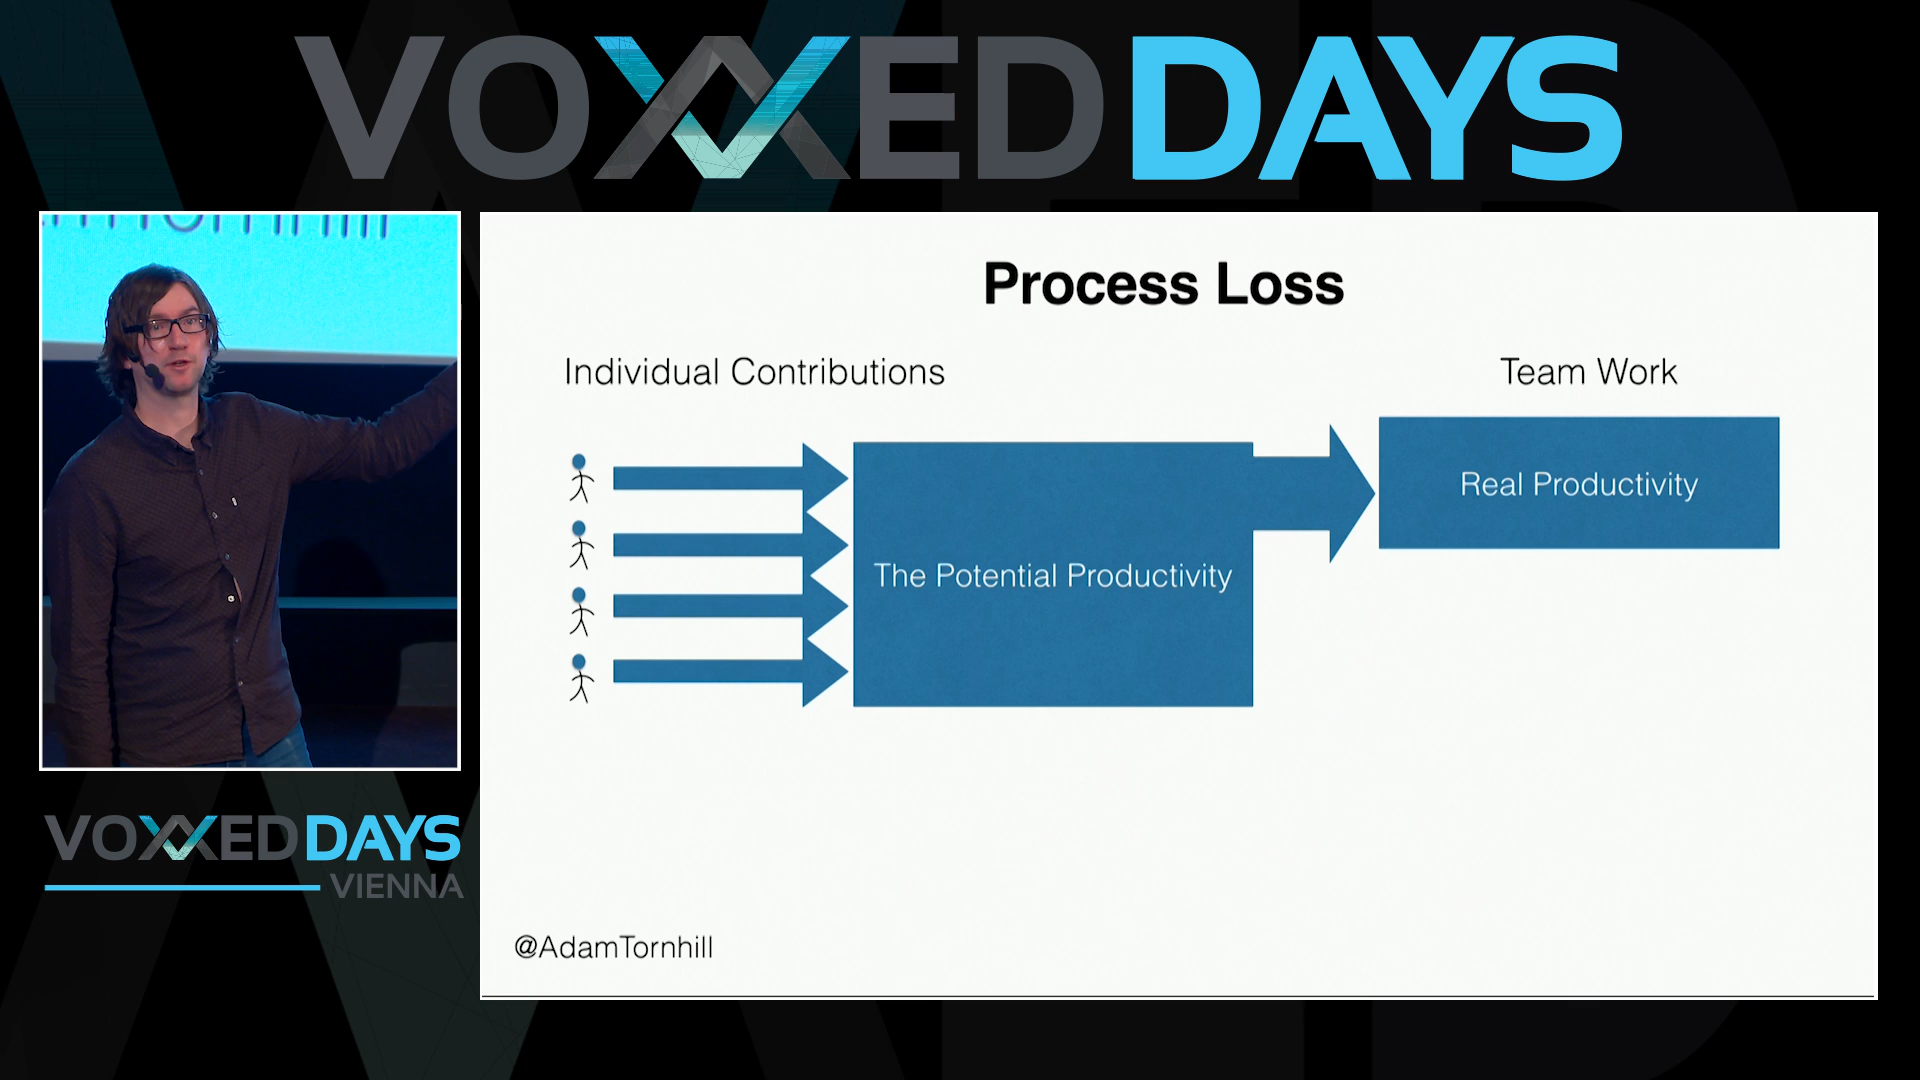 VOXXED DAYS
Process Loss
Individual Contributions
Team Work
The Potential Productivity
Real Productivity
VOXXED DAYS
VIENNA
@AdamTornhill